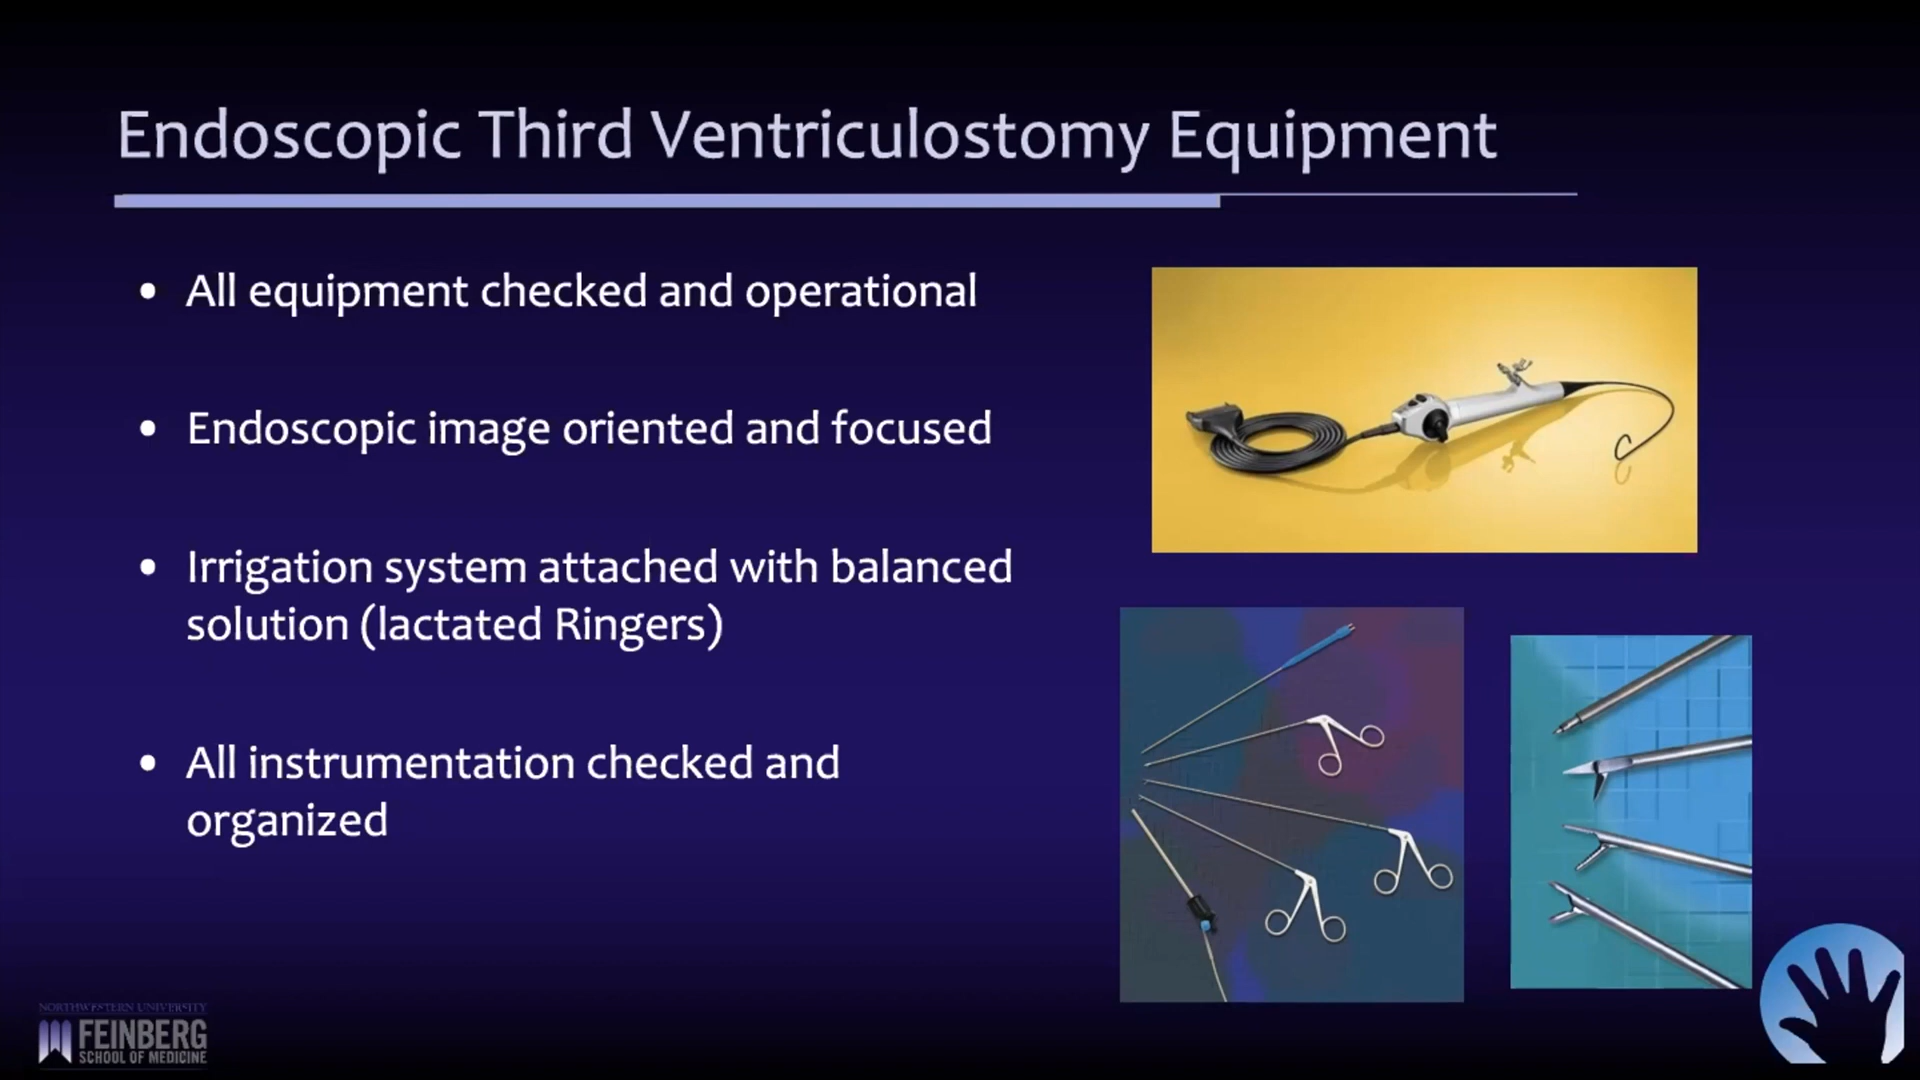 Endoscopic Third Ventriculostomy Equipment
• All equipment checked and operational
• Endoscopic image oriented and focused
• Irrigation system attached with balanced
solution (lactated Ringers)
• All instrumentation checked and
organized
NORTHWESTERN UNIVERSITY
FEINBERG
SCHOOL OF MEDICINE